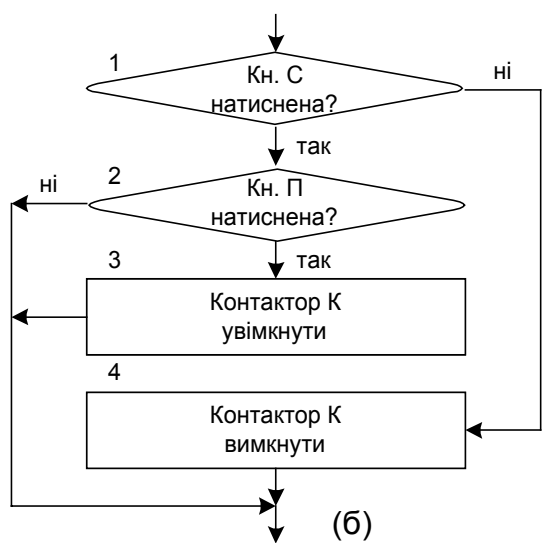 1
Кн. С
натиснена?
ні
так
2
ні
Кн. П
натиснена?
так
3
Контактор К
увімкнути
4
Контактор К
вимкнути
(б)